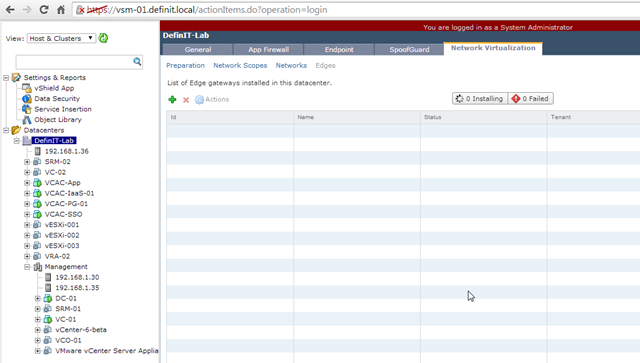 https://vsm-01.definit.local/actionItems.do?operation=login
You are logged in as a System Administrator
View: Host & Clusters
DefinIT-Lab
General App Firewall Endpoint SpoofGuard Network Virtualization
Preparation Network Scopes Networks Edges
List of Edge gateways installed in this datacenter.
Actions
0 Installing 0 Failed
Id Name Status Tenant
Settings & Reports
vShield App
Data Security
Service Insertion
Object Library
Datacenters
DefinIT-Lab
192.168.1.36
SRM-02
VC-02
VCAC-App
VCAC-IaaS-01
VCAC-PG-01
VCAC-SSO
vESXi-001
vESXi-002
vESXi-003
VRA-02
Management
192.168.1.30
192.168.1.35
DC-01
SRM-01
VC-01
vCenter-6-beta
VCO-01
VMware vCenter Server Applia